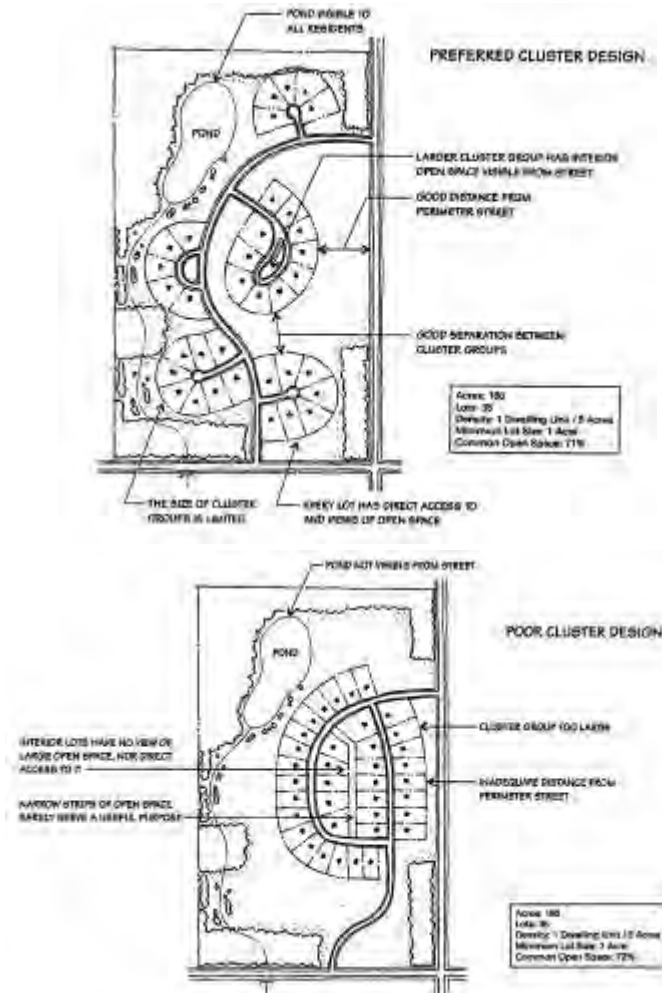 POND VISIBLE TO
ALL RESIDENTS
PREFERRED CLUSTER DESIGN
POND
LARGER CLUSTER GROUP HAS INTERIOR
OPEN SPACE VISIBLE FROM STREET
GOOD DISTANCE FROM
PERIMETER STREET
GOOD SEPARATION BETWEEN
CLUSTER GROUPS
Acres: 180
Lots:
Density: 1 Dwelling Unit / 5 Acres
Minimum Lot Size: 1 Acre
Common Open Space: 71%
THE SIZE OF CLUSTER
GROUPS IS LIMITED
EVERY LOT HAS DIRECT ACCESS TO
AND VIEWS OF OPEN SPACE
POND NOT VISIBLE FROM STREET
POOR CLUSTER DESIGN
POND
CLUSTER GROUP TOO LARGE
INTERIOR LOTS HAVE NO VIEW OF
LARGE OPEN SPACE, NOR DIRECT
ACCESS TO IT
INADEQUATE DISTANCE FROM
PERIMETER STREET
NARROW STRIPS OF OPEN SPACE
RARELY SERVE A USEFUL PURPOSE
Acres: 180
Lots:
Density: 1 Dwelling Unit / 5 Acres
Minimum Lot Size: 1 Acre
Common Open Space: 72%